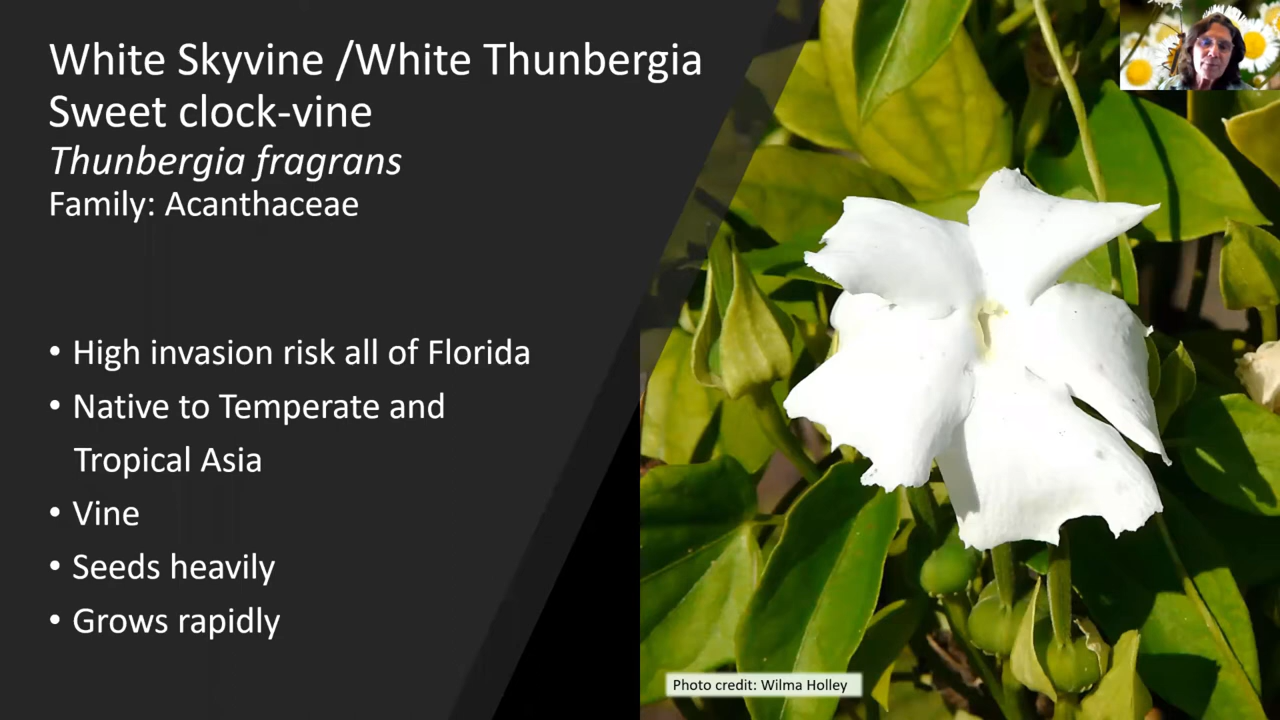 White Skyvine /White Thunbergia
Sweet clock-vine
Thunbergia fragrans
Family: Acanthaceae
• High invasion risk all of Florida
• Native to Temperate and
Tropical Asia
• Vine
• Seeds heavily
• Grows rapidly
Photo credit: Wilma Holley